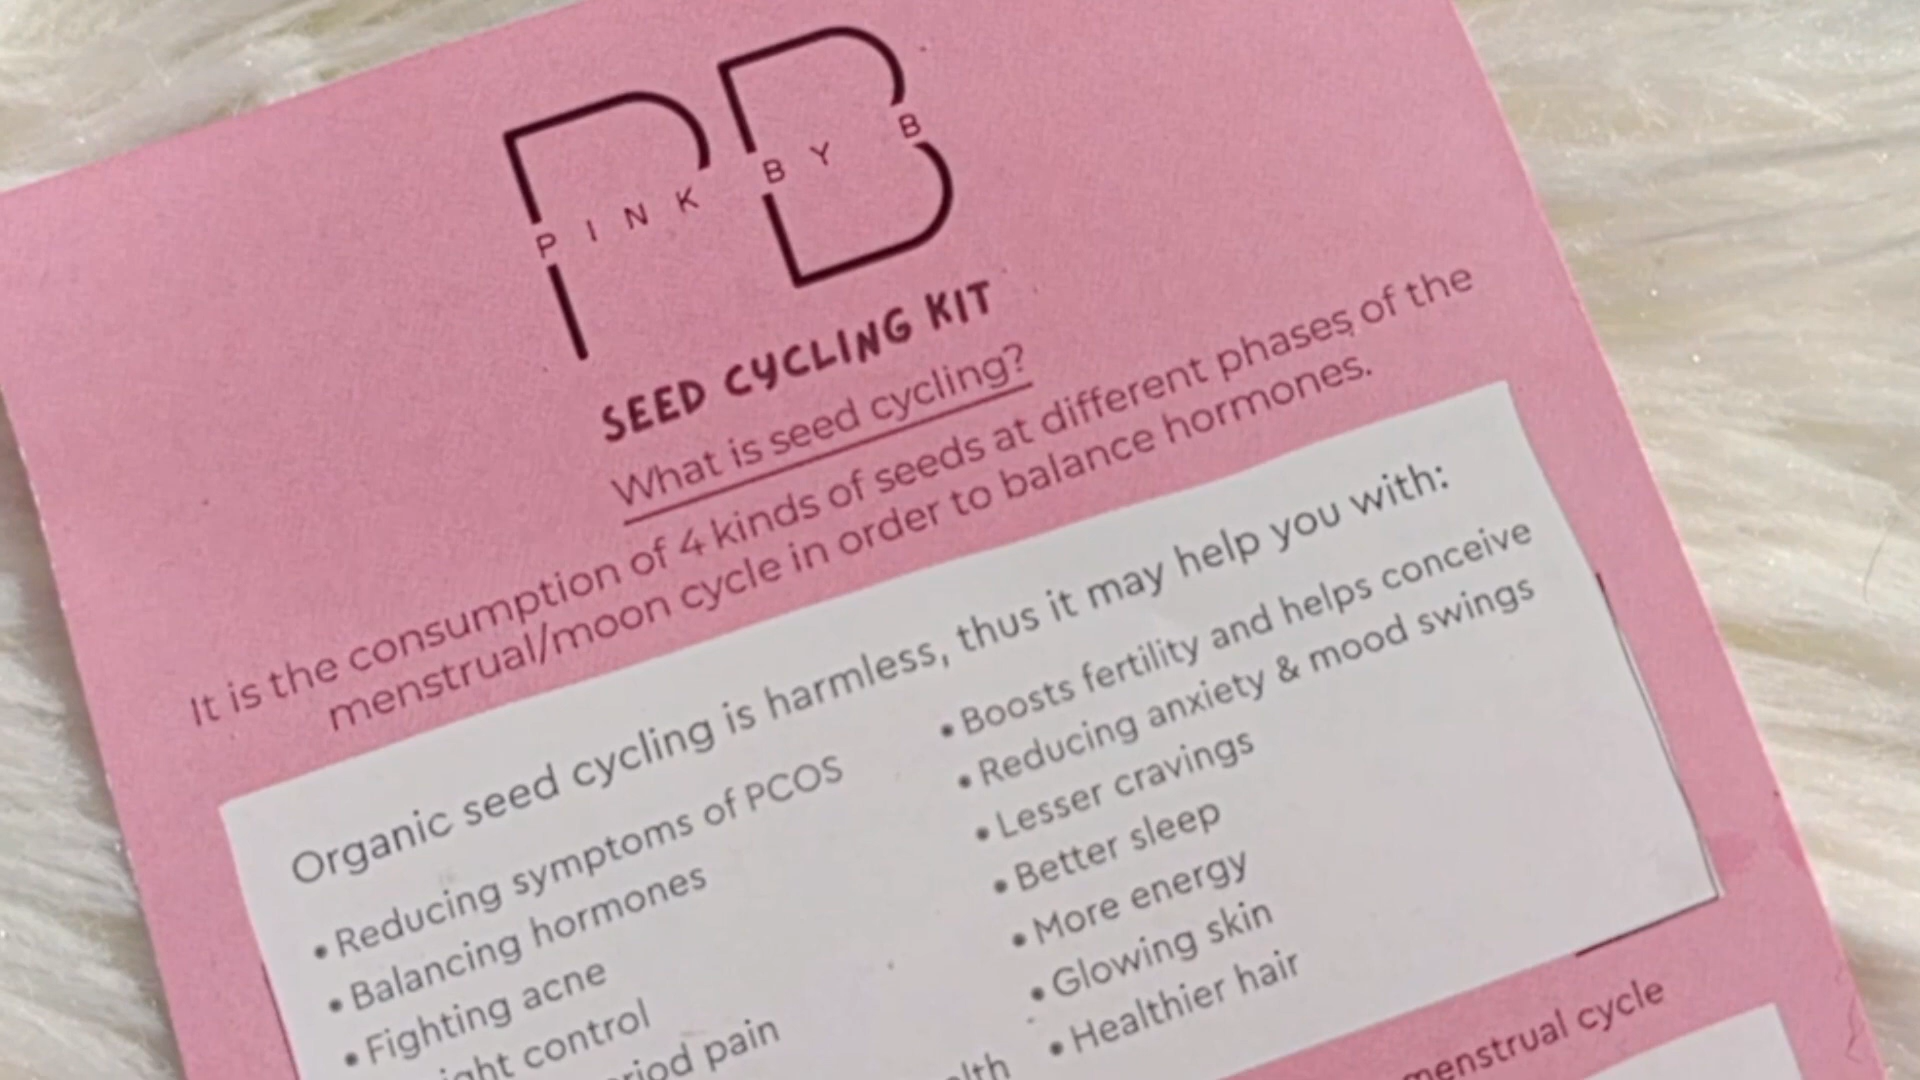 PINK BY B
SEED CYCLING KIT
What is seed cycling?
It is the consumption of 4 kinds of seeds at different phases of the
menstrual/moon cycle in order to balance hormones.
Organic seed cycling is harmless, thus it may help you with:
• Reducing symptoms of PCOS
• Balancing hormones
• Fighting acne
control
pain
• Boosts fertility and helps conceive
• Reducing anxiety & mood swings
• Lesser cravings
• Better sleep
• More energy
• Glowing skin
• Healthier hair
menstrual cycle